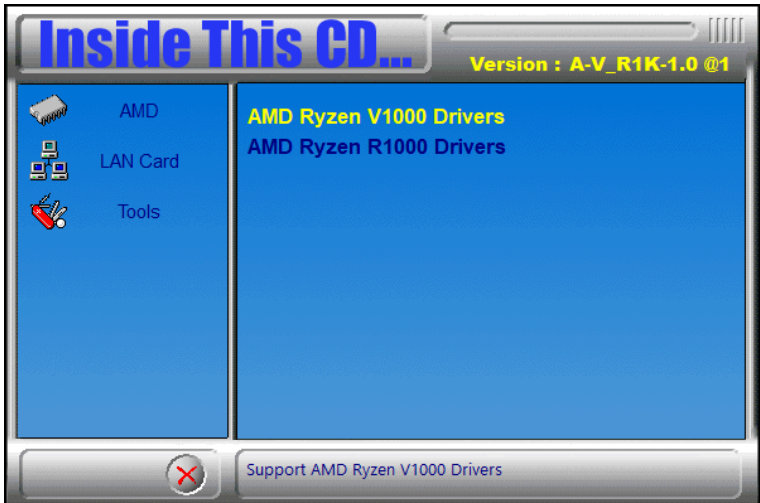 Inside This CD...
Version : A-V_R1K-1.0 @1
AMD
LAN Card
Tools
AMD Ryzen V1000 Drivers
AMD Ryzen R1000 Drivers
Support AMD Ryzen V1000 Drivers